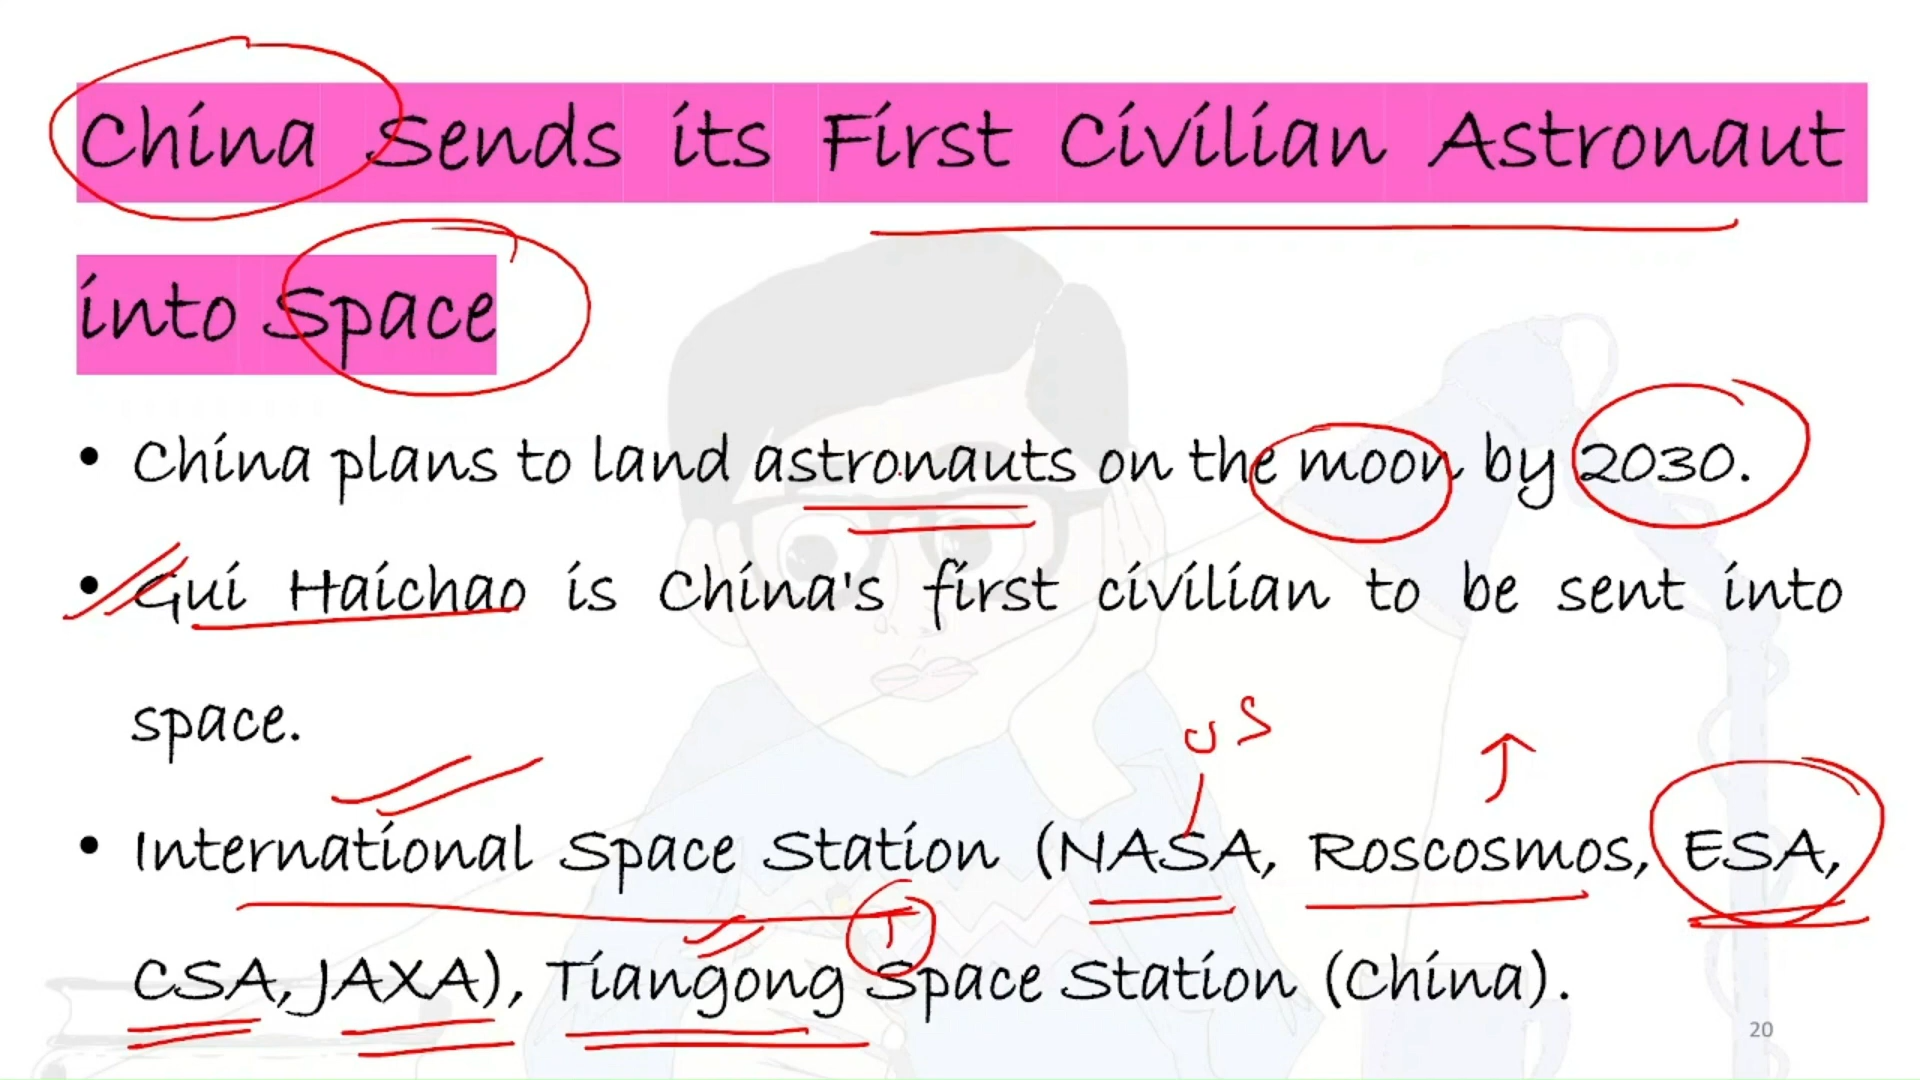 China Sends its First Civilian Astronaut
into Space
• China plans to land astronauts on the moon by 2030.
• Gui Haichao is China's first civilian to be sent into
space.
US
• International Space Station (NASA, Roscosmos, ESA,
CSA, JAXA), Tiangong Space Station (China).
20